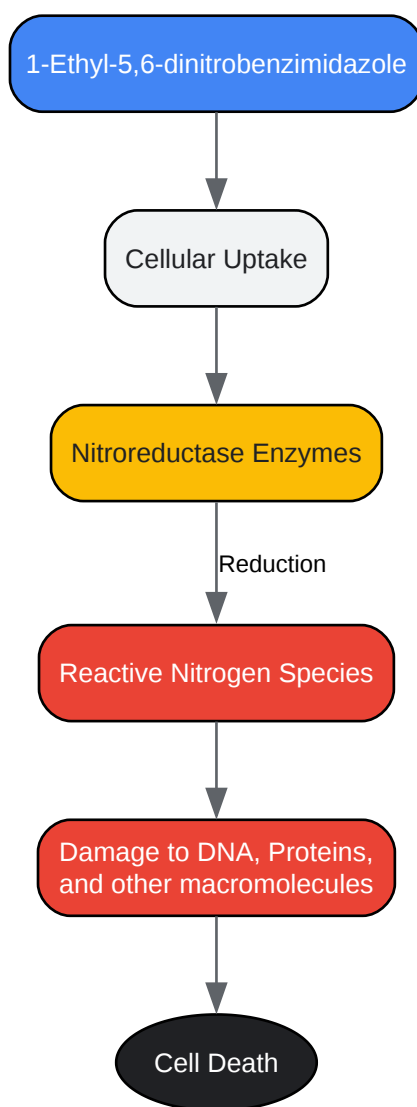 1-Ethyl-5,6-dinitrobenzimidazole
Cellular Uptake
Nitroreductase Enzymes
Reduction
Reactive Nitrogen Species
Damage to DNA, Proteins,
and other macromolecules
Cell Death